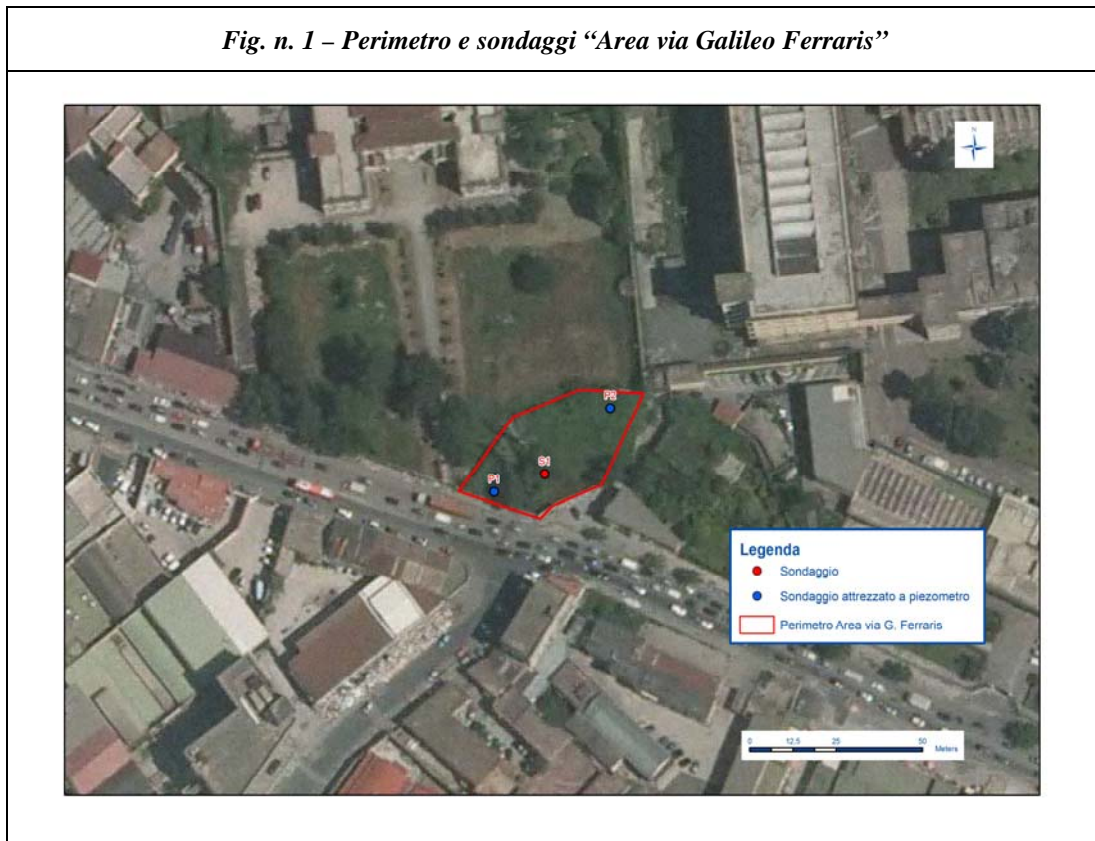 Fig. n. 1 – Perimetro e sondaggi “Area via Galileo Ferraris”
N
P2
S1
P1
Legenda
Sondaggio
Sondaggio attrezzato a piezometro
Perimetro Area via G. Ferraris
0 12,5 25 50
Meters